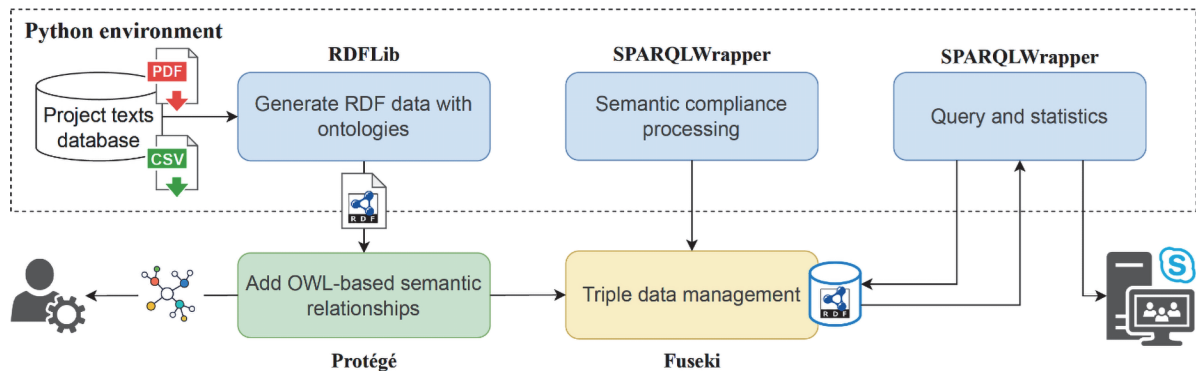 Python environment
RDFLib
SPARQLWrapper
SPARQLWrapper
PDF
Project texts
database
CSV
Generate RDF data with
ontologies
Semantic compliance
processing
Query and statistics
RDF
Add OWL-based semantic
relationships
Triple data management
RDF
S
Protégé
Fuseki